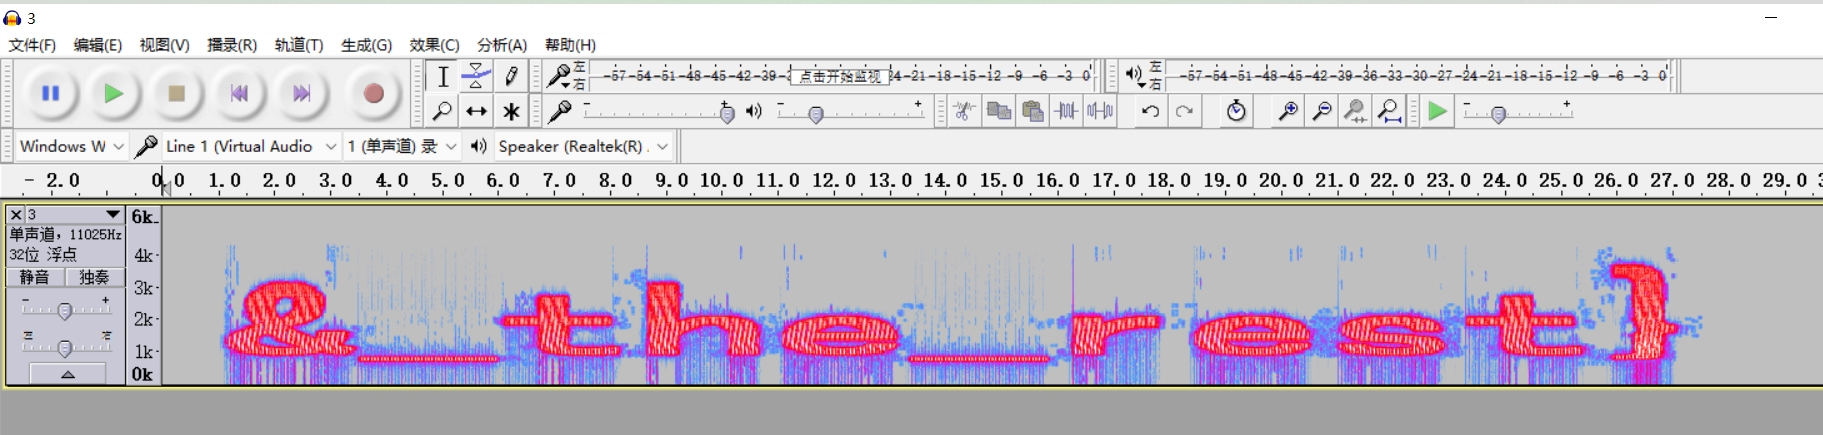 3
文件(F) 编辑(E) 视图(V) 播录(R) 轨道(T) 生成(G) 效果(C) 分析(A) 帮助(H)
左 右 -57-54-51-48-45-42-39- 点击开始监视 24-21-18-15-12 -9 -6 -3 0 左 右 -57-54-51-48-45-42-39-36-33-30-27-24-21-18-15-12 -9 -6 -3 0
- + - + - +
Windows W Line 1 (Virtual Audio 1 (单声道) 录 Speaker (Realtek(R) .
- 2.0 0.0 1.0 2.0 3.0 4.0 5.0 6.0 7.0 8.0 9.0 10.0 11.0 12.0 13.0 14.0 15.0 16.0 17.0 18.0 19.0 20.0 21.0 22.0 23.0 24.0 25.0 26.0 27.0 28.0 29.0 3
× 3 6k
单声道, 11025Hz
32位 浮点 4k
静音 独奏
- + 3k
2k
左 右
1k
0k
&_the_rest}